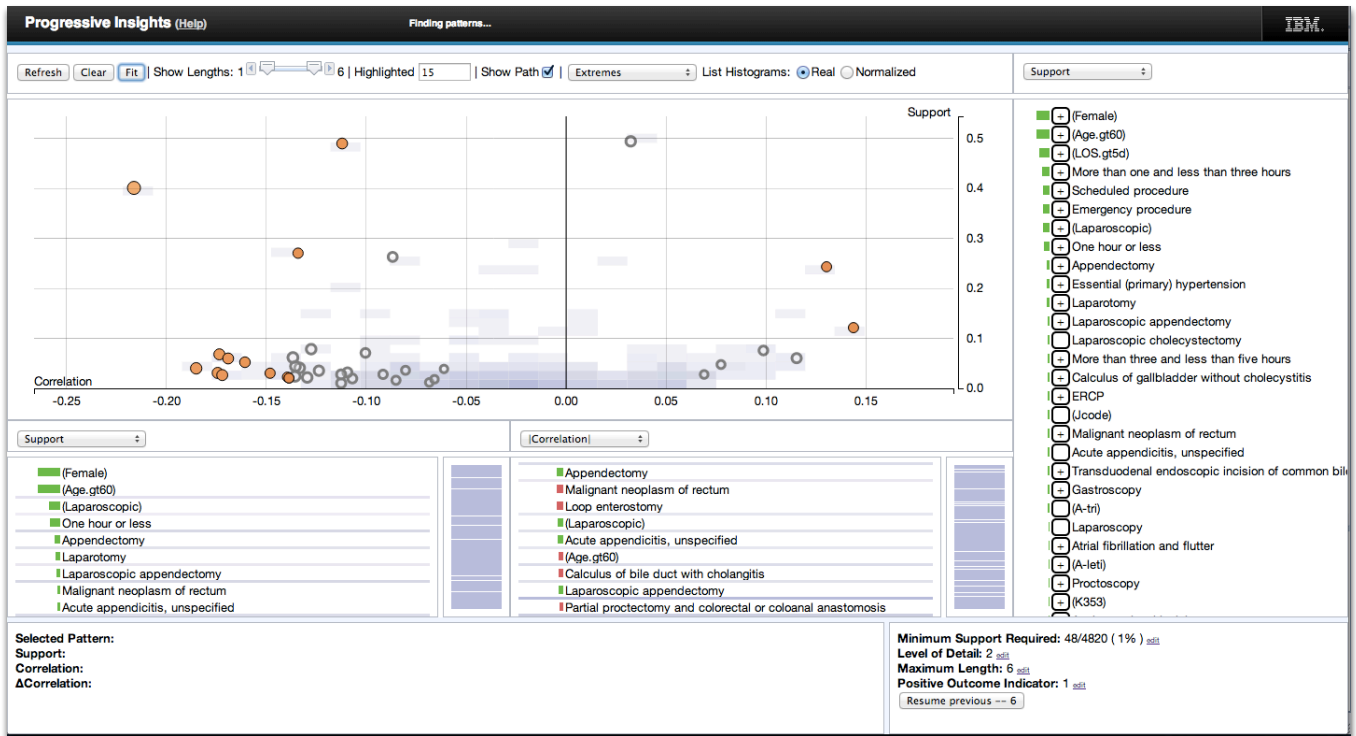 Progressive Insights (Help)
Finding patterns...
IBM.
Refresh Clear Fit | Show Lengths: 1 6 | Highlighted 15 | Show Path | Extremes List Histograms: Real Normalized
Support
Support
0.5
0.4
0.3
0.2
0.1
0.0
Correlation
-0.25 -0.20 -0.15 -0.10 -0.05 0.00 0.05 0.10 0.15
Support
(Female)
(Age.gt60)
(Laparoscopic)
One hour or less
Appendectomy
Laparotomy
Laparoscopic appendectomy
Malignant neoplasm of rectum
Acute appendicitis, unspecified
|Correlation|
Appendectomy
Malignant neoplasm of rectum
Loop enterostomy
(Laparoscopic)
Acute appendicitis, unspecified
(Age.gt60)
Calculus of bile duct with cholangitis
Laparoscopic appendectomy
Partial proctectomy and colorectal or coloanal anastomosis
+ (Female)
+ (Age.gt60)
+ (LOS.gt5d)
+ More than one and less than three hours
+ Scheduled procedure
+ Emergency procedure
+ (Laparoscopic)
+ One hour or less
+ Appendectomy
+ Essential (primary) hypertension
+ Laparotomy
+ Laparoscopic appendectomy
Laparoscopic cholecystectomy
+ More than three and less than five hours
+ Calculus of gallbladder without cholecystitis
+ ERCP
(Jcode)
+ Malignant neoplasm of rectum
Acute appendicitis, unspecified
+ Transduodenal endoscopic incision of common bil
+ Gastroscopy
(A-tri)
Laparoscopy
+ Atrial fibrillation and flutter
+ (A-leti)
+ Proctoscopy
+ (K353)
Selected Pattern:
Support:
Correlation:
ΔCorrelation:
Minimum Support Required: 48/4820 ( 1% ) edit
Level of Detail: 2 edit
Maximum Length: 6 edit
Positive Outcome Indicator: 1 edit
Resume previous -- 6